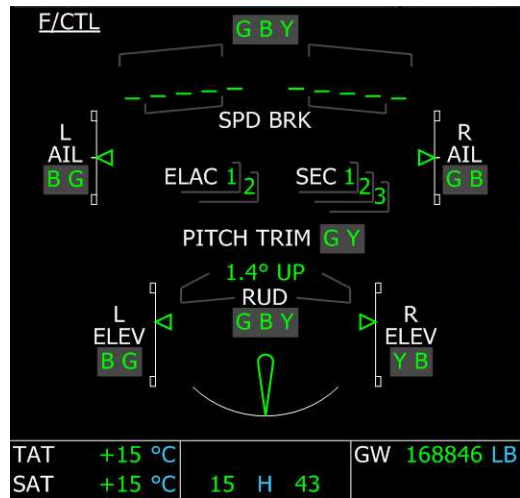 F/CTL
G B Y
SPD BRK
L AIL B G
R AIL G B
ELAC 1 2
SEC 1 2 3
PITCH TRIM G Y
1.4° UP
RUD
G B Y
L ELEV B G
R ELEV Y B
TAT +15 °C
GW 168846 LB
SAT +15 °C
15 H 43